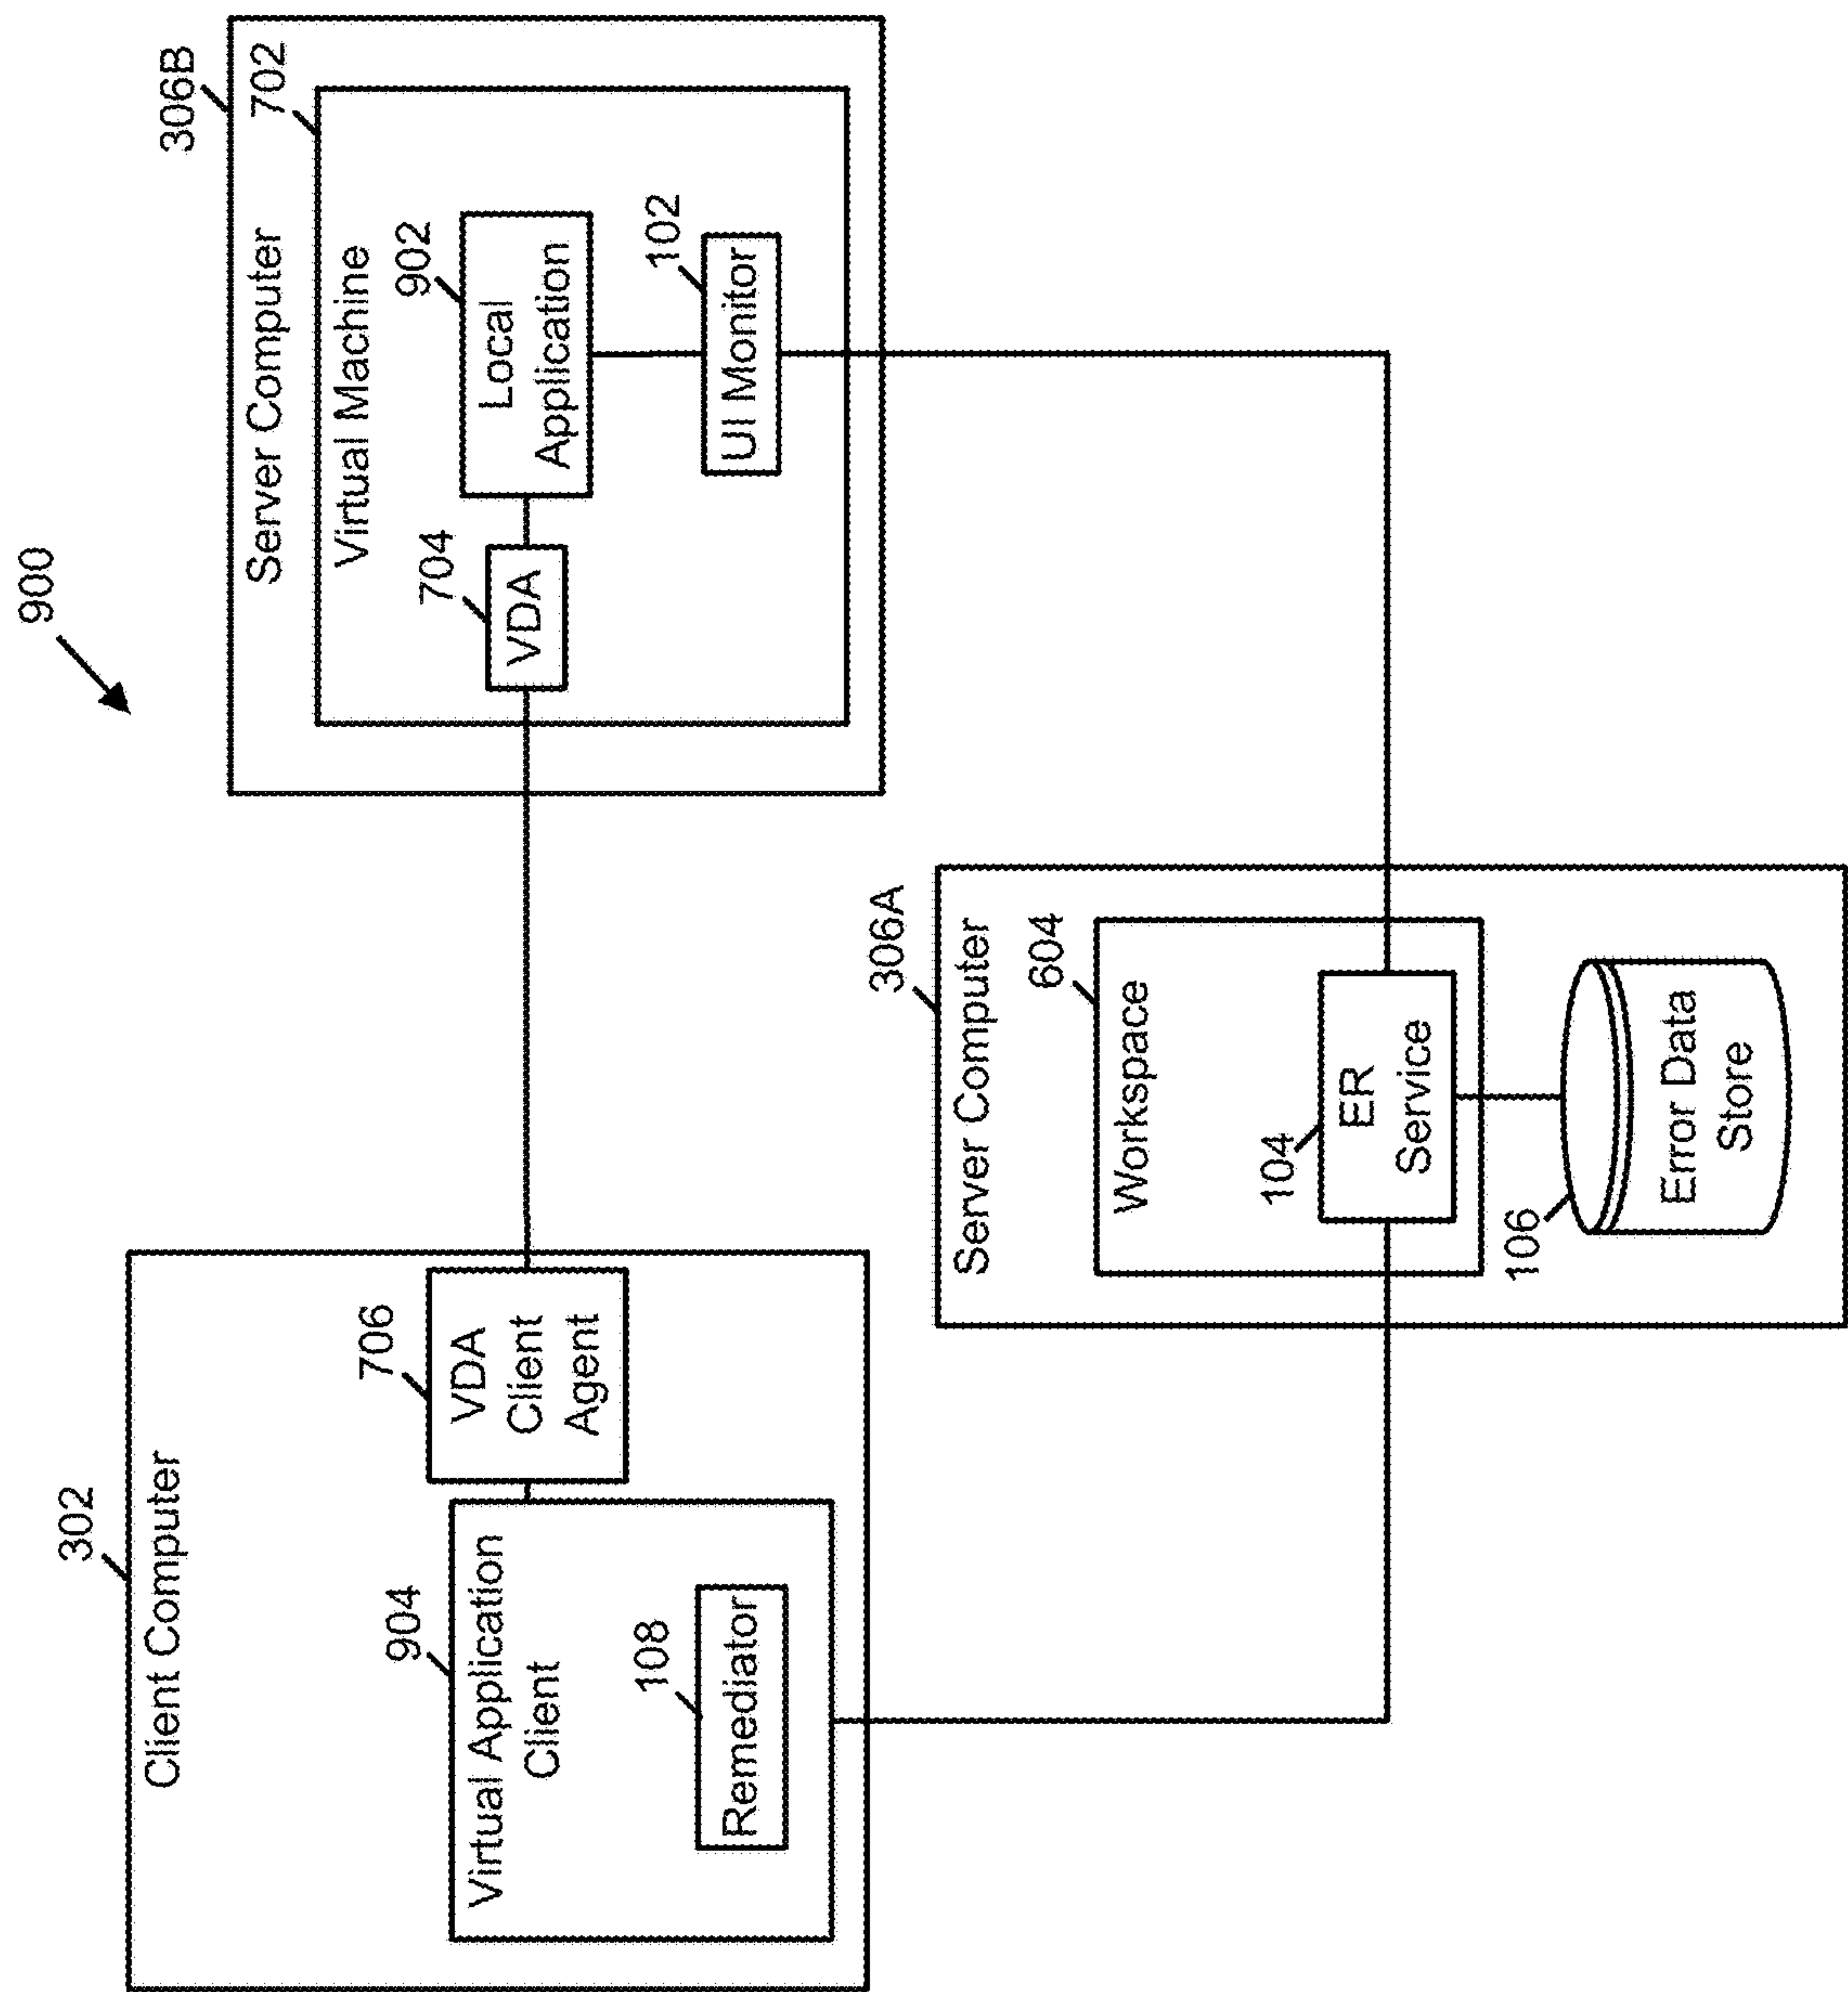 900
302
Client Computer
904
Virtual Application
Client
108
Remediator
706
VDA
Client
Agent
306B
Server Computer
702
Virtual Machine
704
VDA
902
Local
Application
102
UI Monitor
306A
Server Computer
604
Workspace
104
ER
Service
106
Error Data
Store